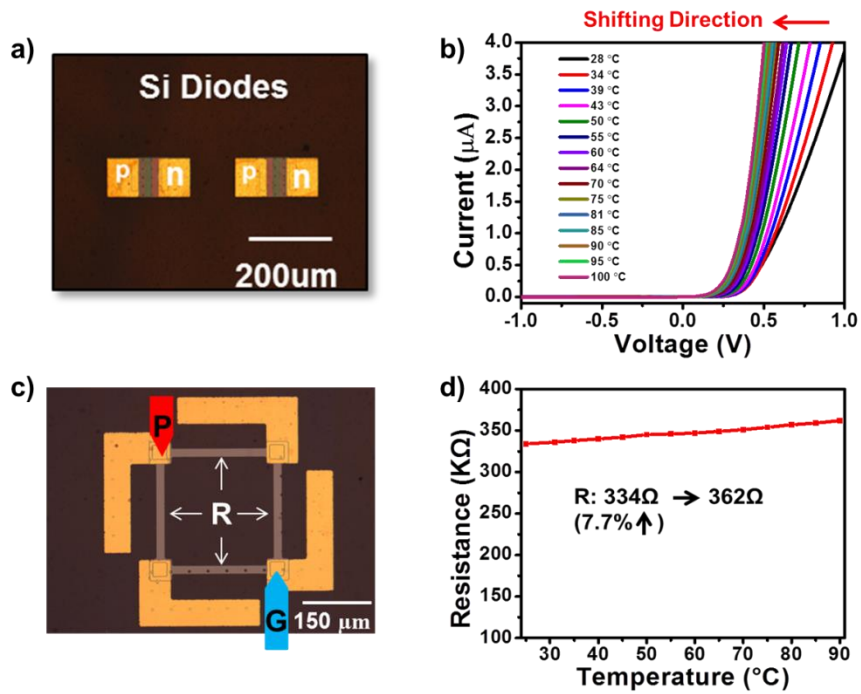 a)
Si Diodes
p n p n
200um
b)
Shifting Direction
Current (μA)
4.0
3.5
3.0
2.5
2.0
1.5
1.0
0.5
0.0
28 °C
34 °C
39 °C
43 °C
50 °C
55 °C
60 °C
64 °C
70 °C
75 °C
81 °C
85 °C
90 °C
95 °C
100 °C
-1.0 -0.5 0.0 0.5 1.0
Voltage (V)
c)
P
R
G
150 μm
d)
Resistance (KΩ)
400
350
300
250
200
150
100
R: 334Ω → 362Ω
(7.7%↑)
30 40 50 60 70 80 90
Temperature (°C)